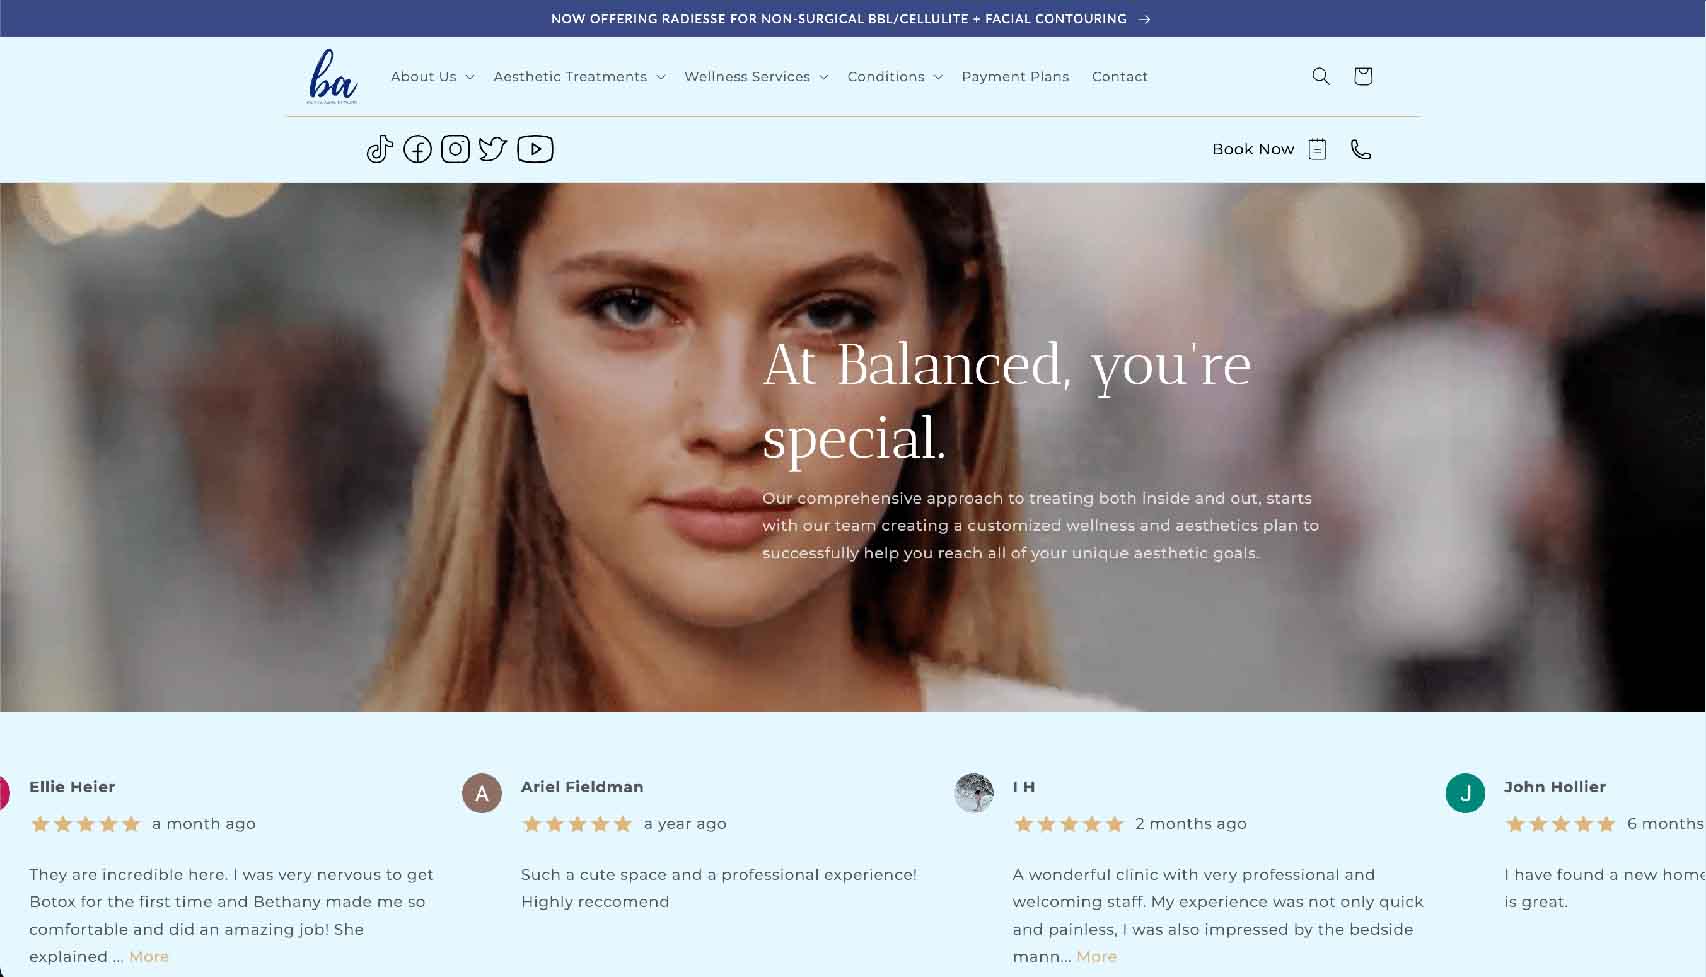 NOW OFFERING RADIESSE FOR NON-SURGICAL BBL/CELLULITE + FACIAL CONTOURING
ba
About Us
Aesthetic Treatments
Wellness Services
Conditions
Payment Plans
Contact
Book Now
At Balanced, you're
special.
Our comprehensive approach to treating both inside and out, starts
with our team creating a customized wellness and aesthetics plan to
successfully help you reach all of your unique aesthetic goals.
Ellie Heier
a month ago
They are incredible here. I was very nervous to get
Botox for the first time and Bethany made me so
comfortable and did an amazing job! She
explained ... More
A
Ariel Fieldman
a year ago
Such a cute space and a professional experience!
Highly reccomend
I H
2 months ago
A wonderful clinic with very professional and
welcoming staff. My experience was not only quick
and painless, I was also impressed by the bedside
mann... More
J
John Hollier
6 months
I have found a new home
is great.